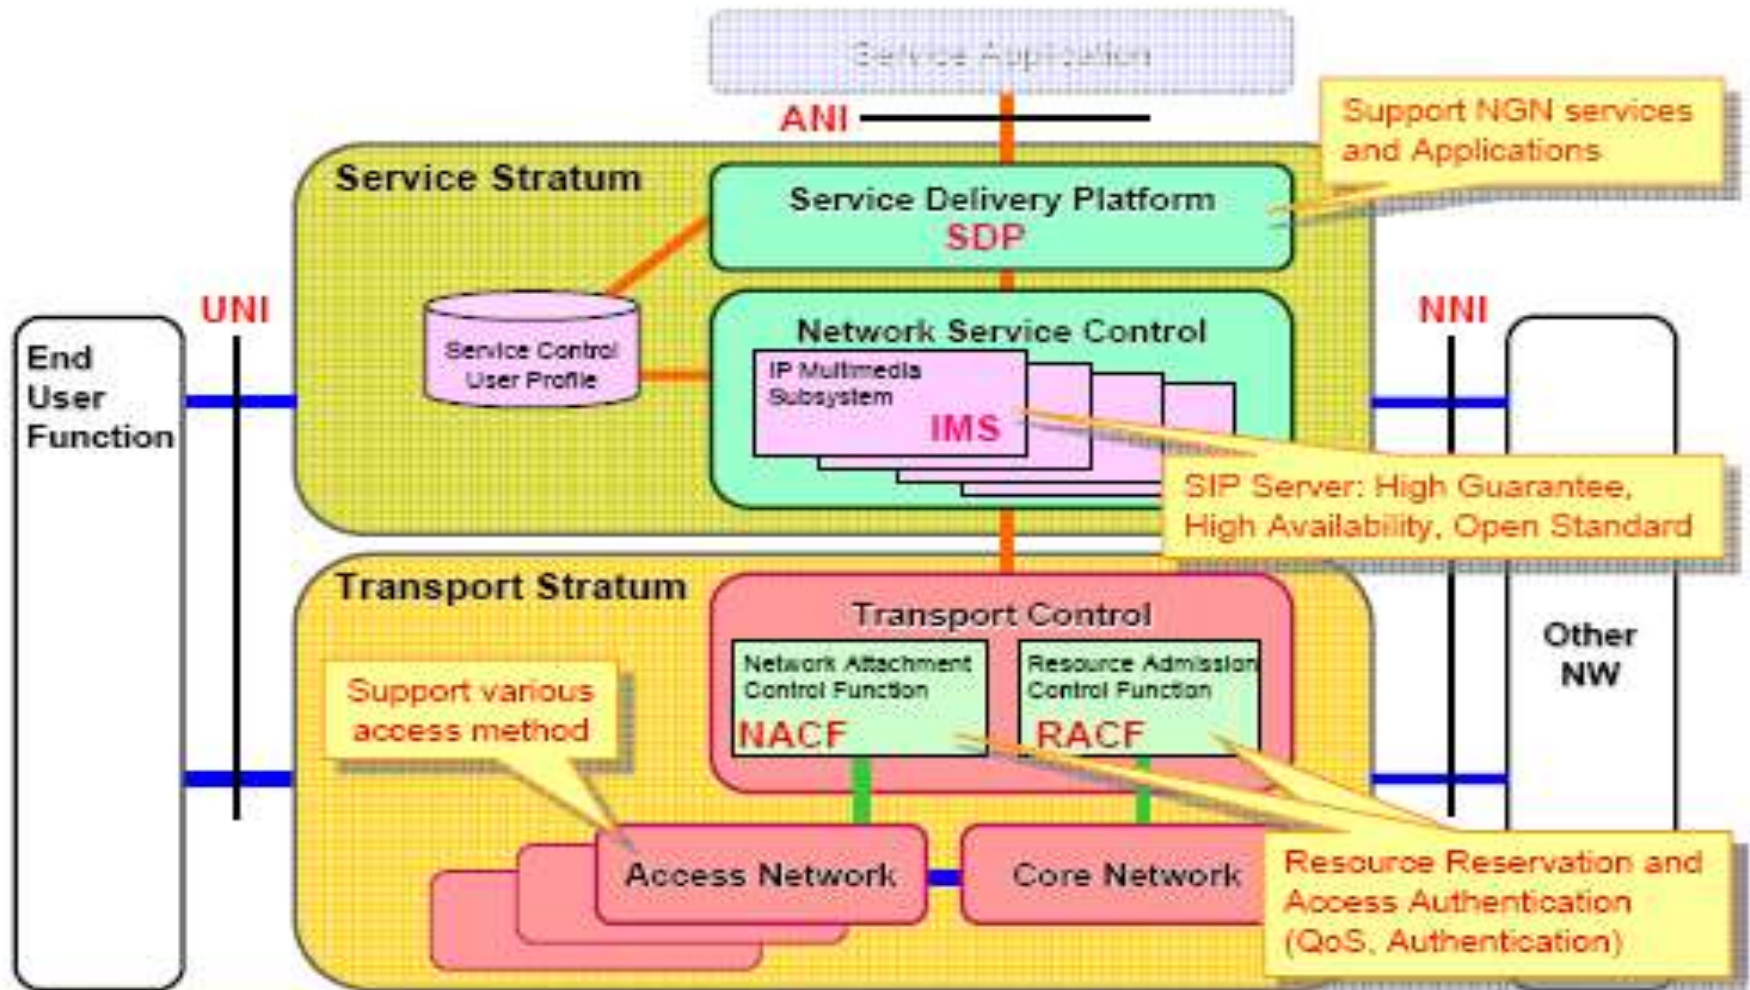 Service Application
ANI
Support NGN services
and Applications
Service Stratum
Service Delivery Platform
SDP
UNI
NNI
Network Service Control
Service Control
User Profile
IP Multimedia
Subsystem
IMS
End
User
Function
SIP Server: High Guarantee,
High Availability, Open Standard
Transport Stratum
Transport Control
Network Attachment
Control Function
NACF
Resource Admission
Control Function
RACF
Other
NW
Support various
access method
Access Network
Core Network
Resource Reservation and
Access Authentication
(QoS, Authentication)